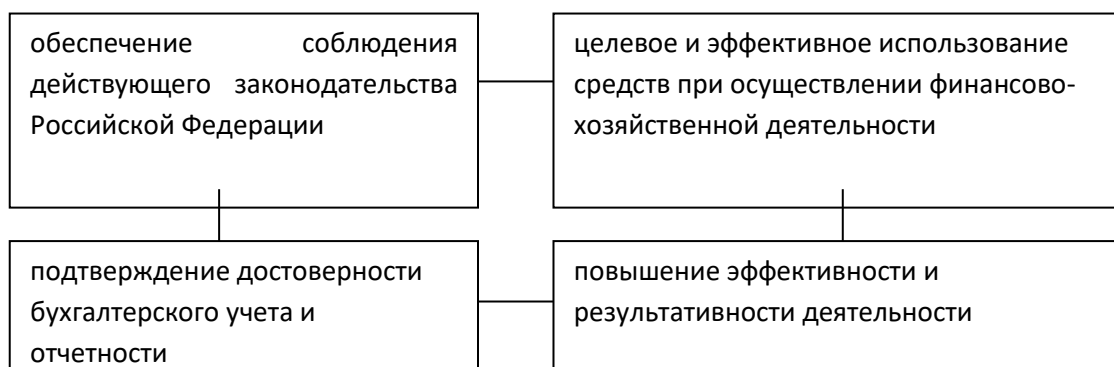 обеспечение соблюдения
действующего законодательства
Российской Федерации
целевое и эффективное использование
средств при осуществлении финансово-
хозяйственной деятельности
подтверждение достоверности
бухгалтерского учета и
отчетности
повышение эффективности и
результативности деятельности